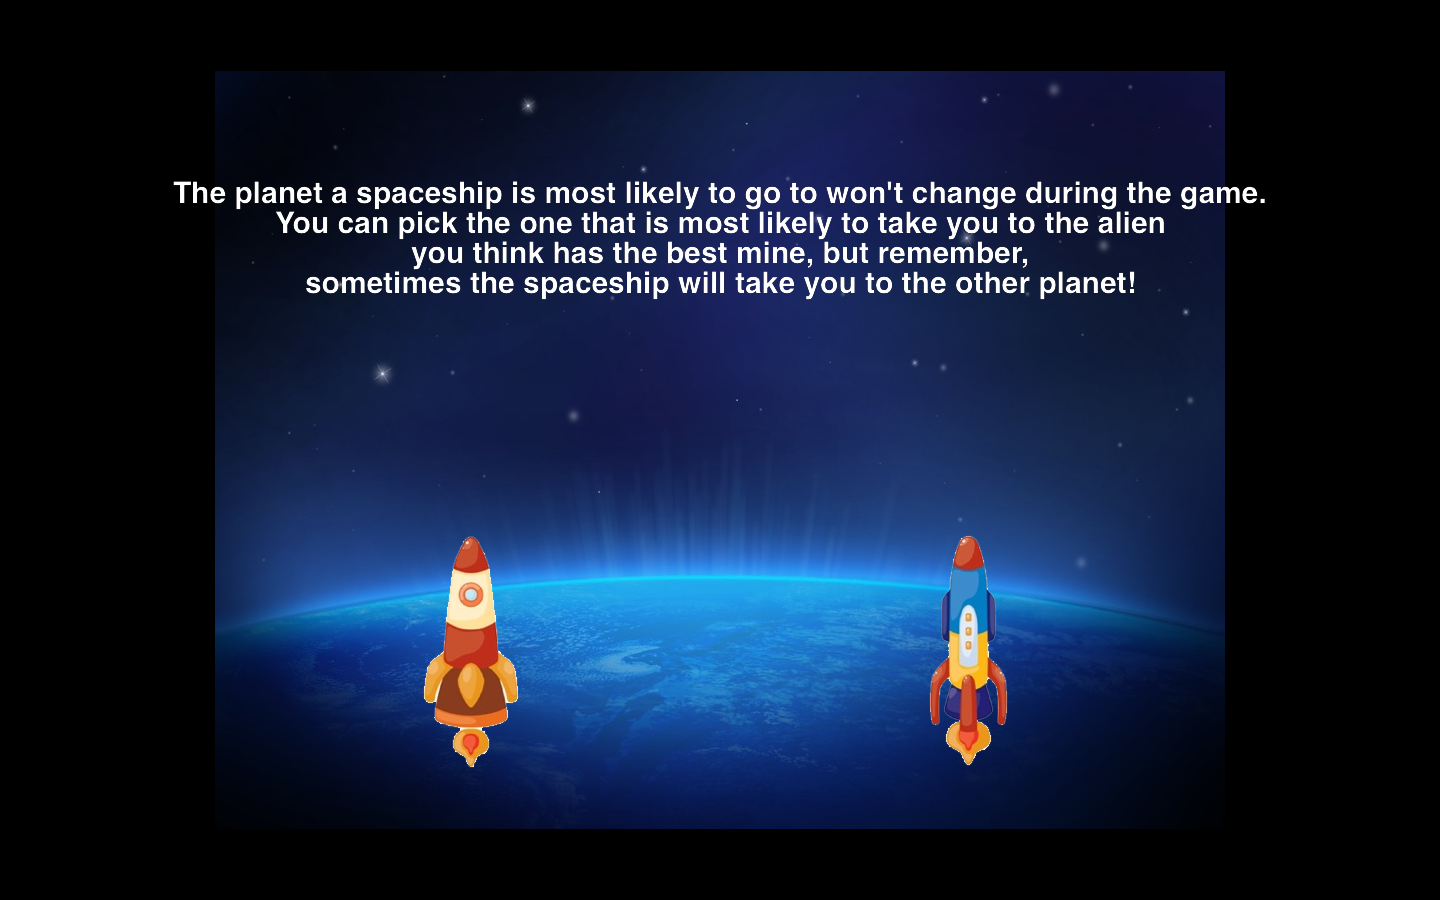 The planet a spaceship is most likely to go to won't change during the game.
You can pick the one that is most likely to take you to the alien
you think has the best mine, but remember,
sometimes the spaceship will take you to the other planet!